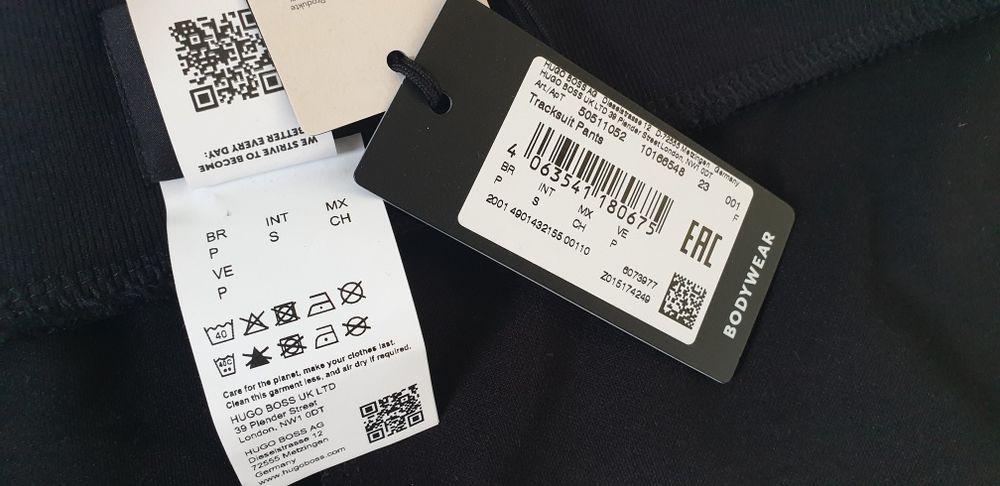 Produkte
WE STRIVE TO BECOME
BETTER EVERY DAY:
BR INT MX
P S CH
VE
P
40
40C
Care for the planet, make your clothes last.
Clean this garment less, and air dry if required.
HUGO BOSS UK LTD
39 Plender Street
London, NW1 0DT
HUGO BOSS AG
Dieselstrasse 12
72555 Metzingen
Germany
www.hugoboss.com
HUGO BOSS AG Dieselstrasse 12 D.72555 Metzingen Germany
HUGO BOSS UK LTD 39 Plender Street London, NW1 0DT
Art/ApT 50511052 10166548 23 001
Tracksuit Pants F
4 063541 180675
BR INT MX VE
P S CH P
2001 4901432155 00110
EAC
6073977
Z015174249
BODYWEAR